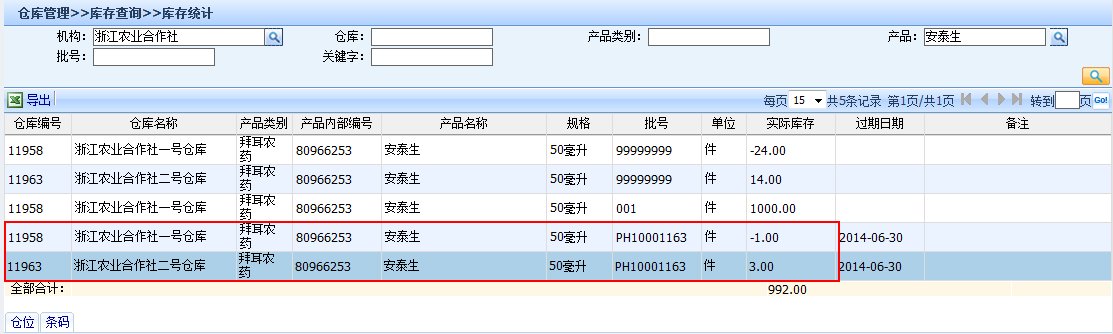 仓库管理>>库存查询>>库存统计
机构： 浙江农业合作社 仓库： 产品类别： 产品： 安泰生
批号： 关键字：
导出 每页 15 共5条记录 第1页/共1页 转到 页 Go!
仓库编号 仓库名称 产品类别 产品内部编号 产品名称 规格 批号 单位 实际库存 过期日期 备注
11958 浙江农业合作社一号仓库 拜耳农药 80966253 安泰生 50毫升 99999999 件 -24.00
11963 浙江农业合作社二号仓库 拜耳农药 80966253 安泰生 50毫升 99999999 件 14.00
11958 浙江农业合作社一号仓库 拜耳农药 80966253 安泰生 50毫升 001 件 1000.00
11958 浙江农业合作社一号仓库 拜耳农药 80966253 安泰生 50毫升 PH10001163 件 -1.00 2014-06-30
11963 浙江农业合作社二号仓库 拜耳农药 80966253 安泰生 50毫升 PH10001163 件 3.00 2014-06-30
全部合计： 992.00
仓位 条码